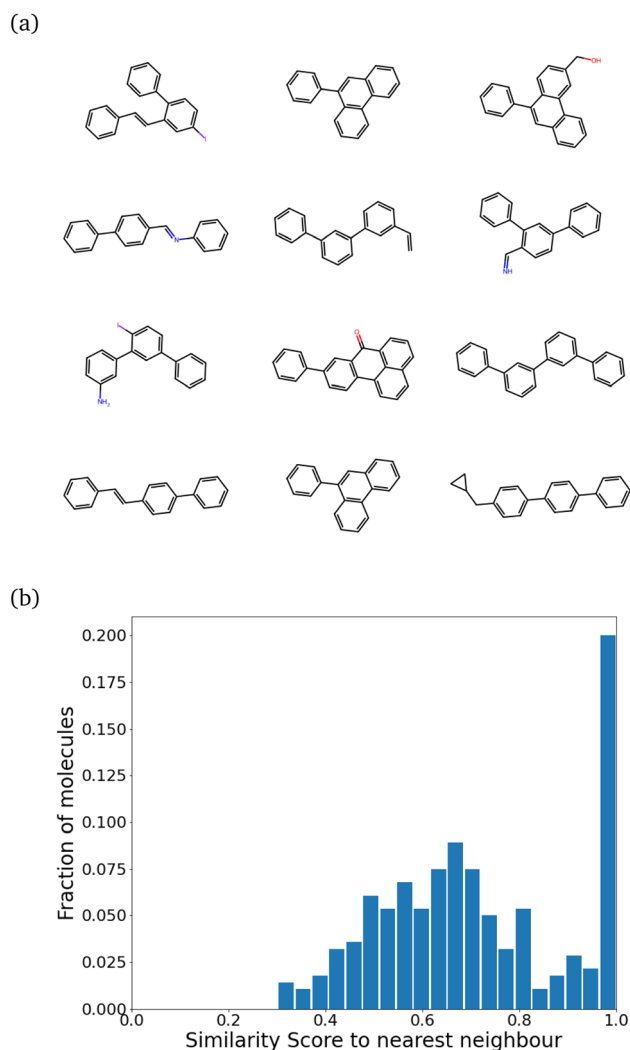 (a)
OH
I
N
NH
I
O
NH2
(b)
0.200
0.175
0.150
0.125
0.100
0.075
0.050
0.025
0.000
Fraction of molecules
0.0 0.2 0.4 0.6 0.8 1.0
Similarity Score to nearest neighbour